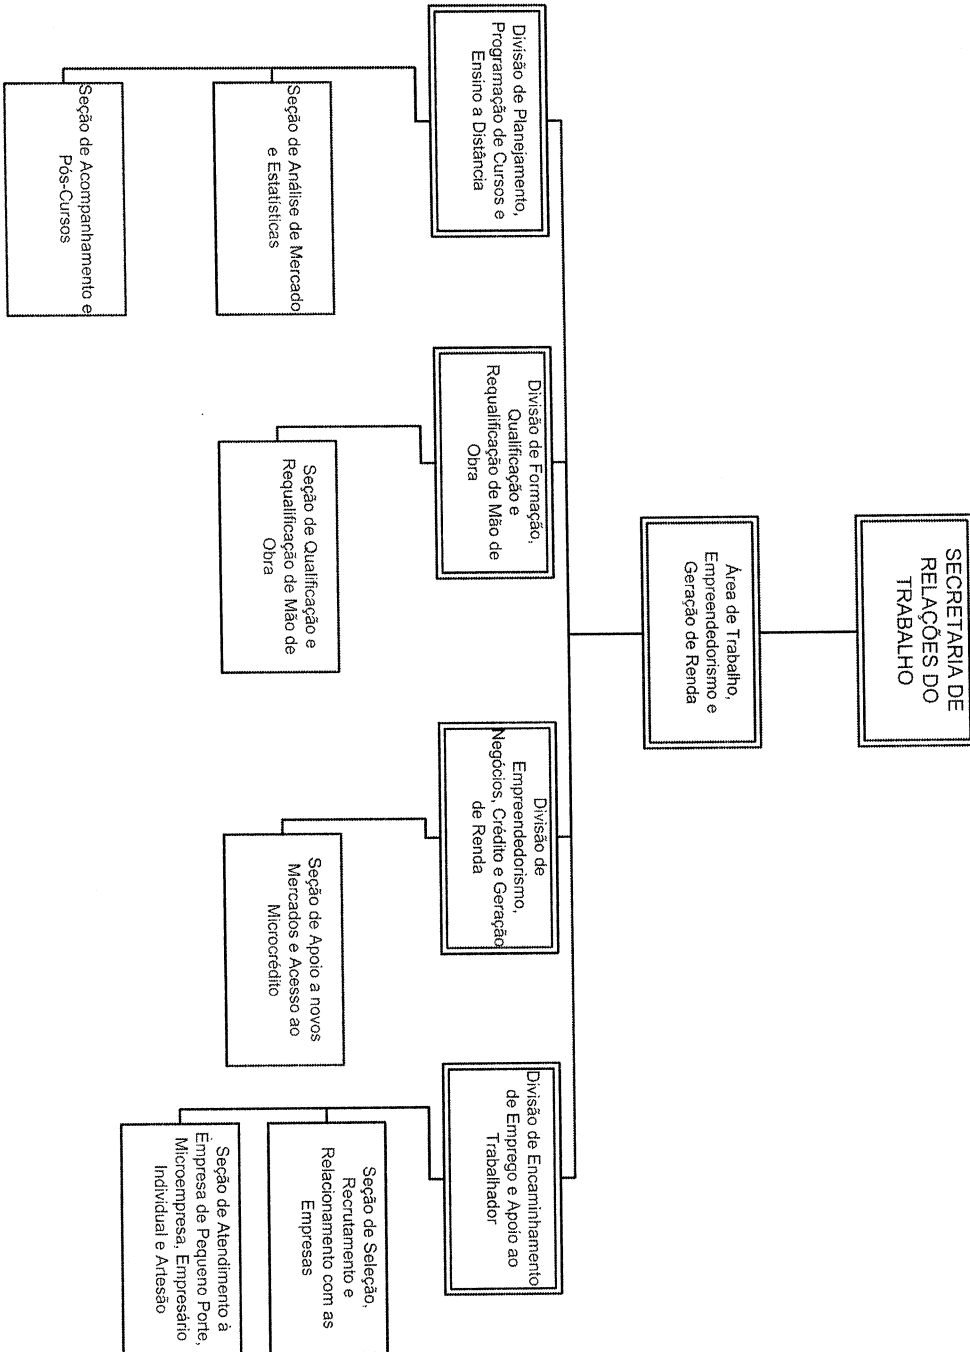 SECRETARIA DE
RELAÇÕES DO
TRABALHO
Área de Trabalho,
Empreendedorismo e
Geração de Renda
Divisão de Planejamento,
Programação de Cursos e
Ensino a Distância
Seção de Análise de Mercado
e Estatísticas
Seção de Acompanhamento e
Pós-Cursos
Divisão de Formação,
Qualificação e
Requalificação de Mão de
Obra
Seção de Qualificação e
Requalificação de Mão de
Obra
Divisão de
Empreendedorismo,
Negócios, Crédito e Geração
de Renda
Seção de Apoio a novos
Mercados e Acesso ao
Microcrédito
Divisão de Encaminhamento
de Emprego e Apoio ao
Trabalhador
Seção de Seleção,
Recrutamento e
Relacionamento com as
Empresas
Seção de Atendimento à
Empresa de Pequeno Porte,
Microempresa, Empresário
Individual e Artesão